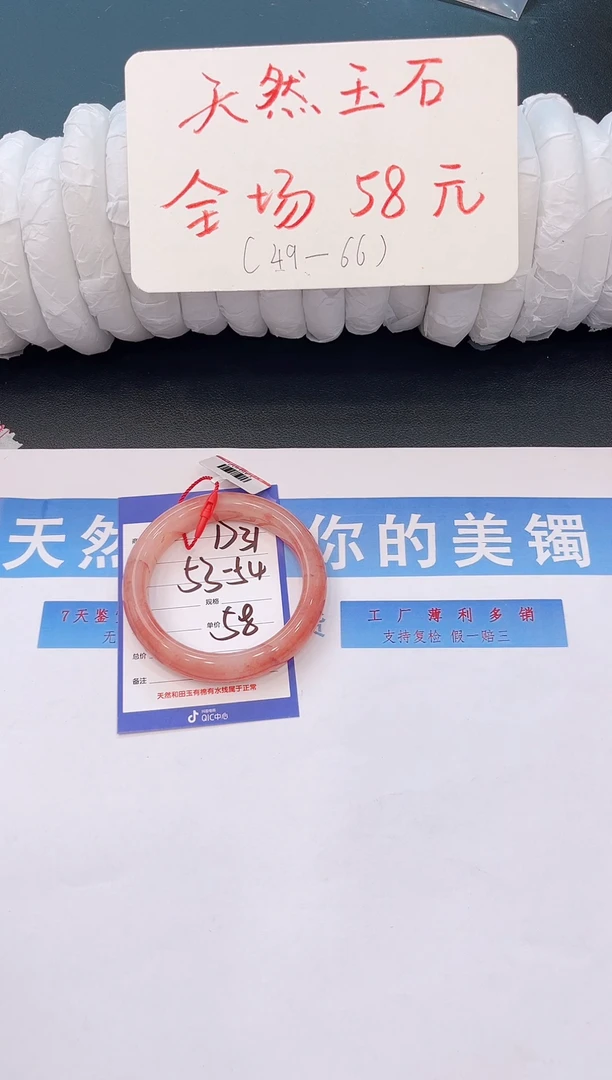 天然玉石
全场58元
(49-66)
天然
你的美镯
D31
53-54
规格
单价 58
总价
备注
天然和田玉有棉有水线属于正常
QIC中心
7天鉴
无
货
工厂薄利多销
支持复检 假一赔三